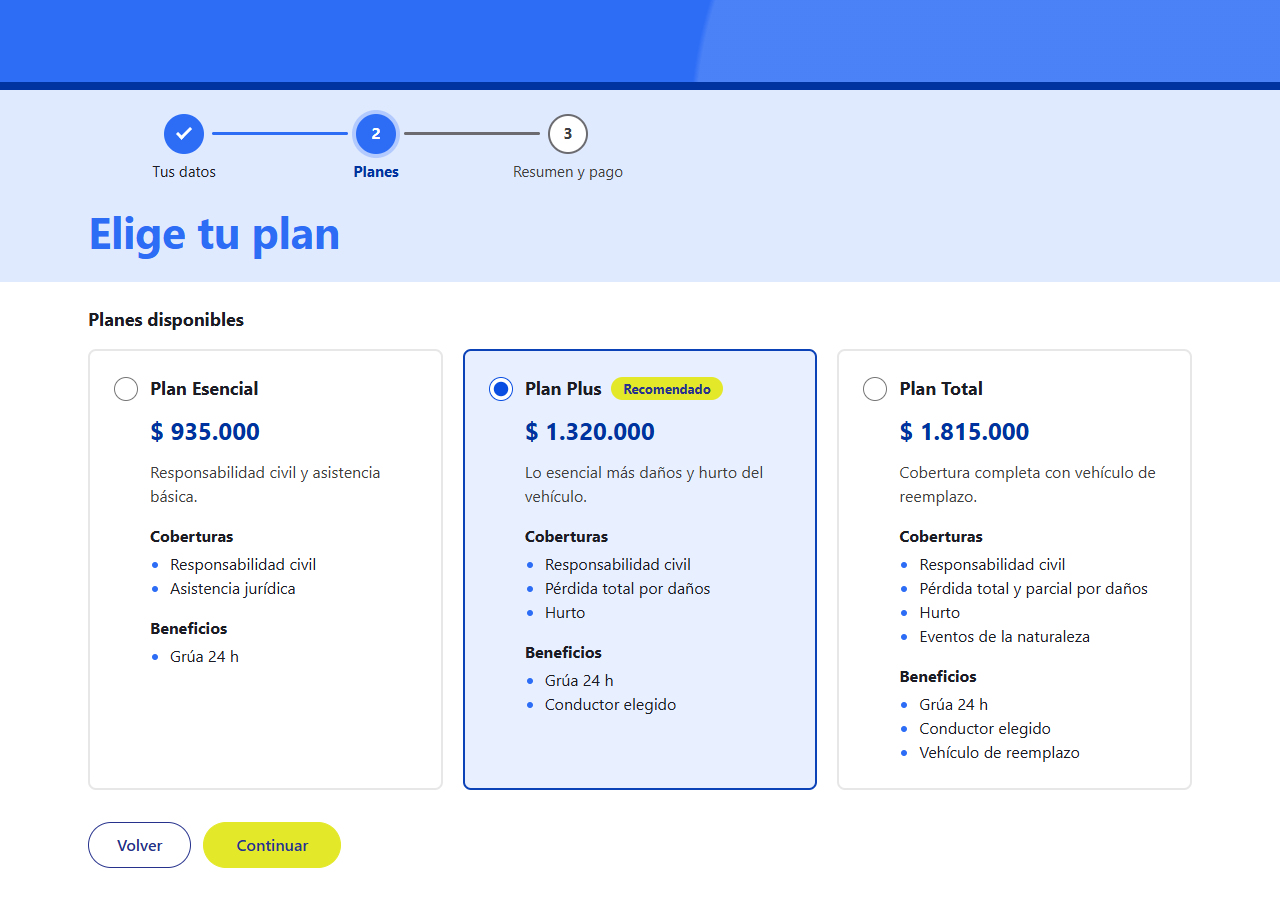 2
3
Tus datos
Planes
Resumen y pago
Elige tu plan
Planes disponibles
Plan Esencial
$ 935.000
Responsabilidad civil y asistencia
básica.
Coberturas
Responsabilidad civil
Asistencia jurídica
Beneficios
Grúa 24 h
Plan Plus
Recomendado
$ 1.320.000
Lo esencial más daños y hurto del
vehículo.
Coberturas
Responsabilidad civil
Pérdida total por daños
Hurto
Beneficios
Grúa 24 h
Conductor elegido
Plan Total
$ 1.815.000
Cobertura completa con vehículo de
reemplazo.
Coberturas
Responsabilidad civil
Pérdida total y parcial por daños
Hurto
Eventos de la naturaleza
Beneficios
Grúa 24 h
Conductor elegido
Vehículo de reemplazo
Volver
Continuar